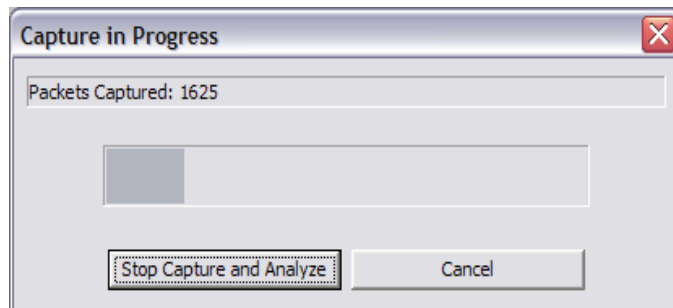 Capture in Progress
Packets Captured: 1625
Stop Capture and Analyze
Cancel